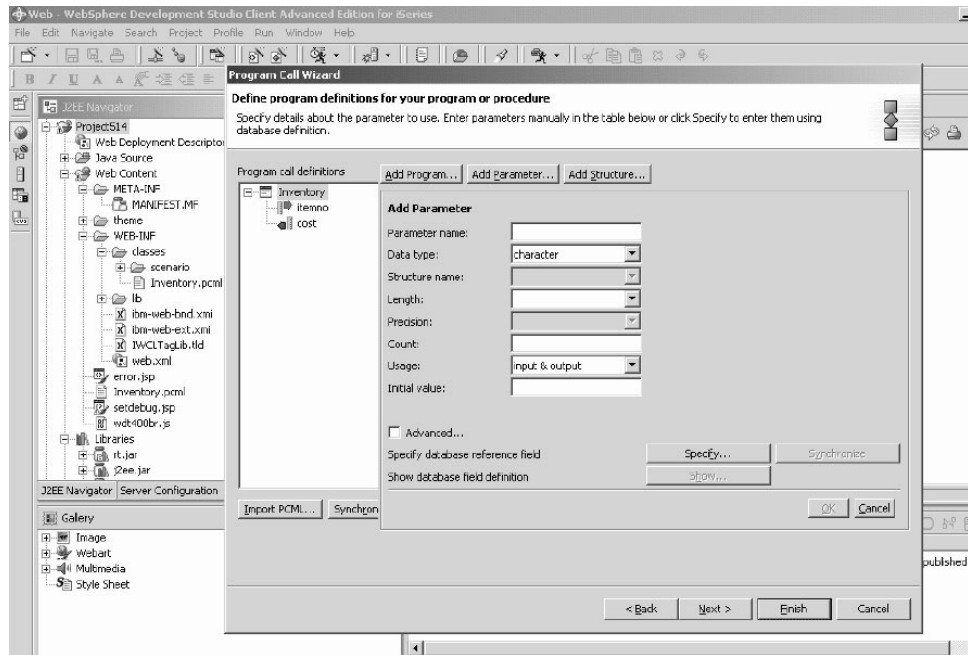 Web - WebSphere Development Studio Client Advanced Edition for iSeries
File Edit Navigate Search Project Profile Run Window Help
B I U A A
J2EE Navigator
Project514
Web Deployment Descripto
Java Source
Web Content
META-INF
MANIFEST.MF
theme
WEB-INF
classes
scenario
Inventory.pcml
lib
ibm-web-bnd.xmi
ibm-web-ext.xmi
IWCLTagLib.tld
web.xml
error.jsp
Inventory.pcml
setdebug.jsp
wdt400br.js
Libraries
rt.jar
j2ee.jar
J2EE Navigator Server Configuration
Gallery
Image
Webart
Multimedia
Style Sheet
Program Call Wizard
Define program definitions for your program or procedure
Specify details about the parameter to use. Enter parameters manually in the table below or click Specify to enter them using
database definition.
Program call definitions
Inventory
itemno
cost
Import PCML... Synchron
Add Program... Add Parameter... Add Structure...
Add Parameter
Parameter name:
Data type: character
Structure name:
Length:
Precision:
Count:
Usage: input & output
Initial value:
Advanced...
Specify database reference field Specify... Synchronize
Show database field definition Show...
OK Cancel
< Back Next > Finish Cancel
published